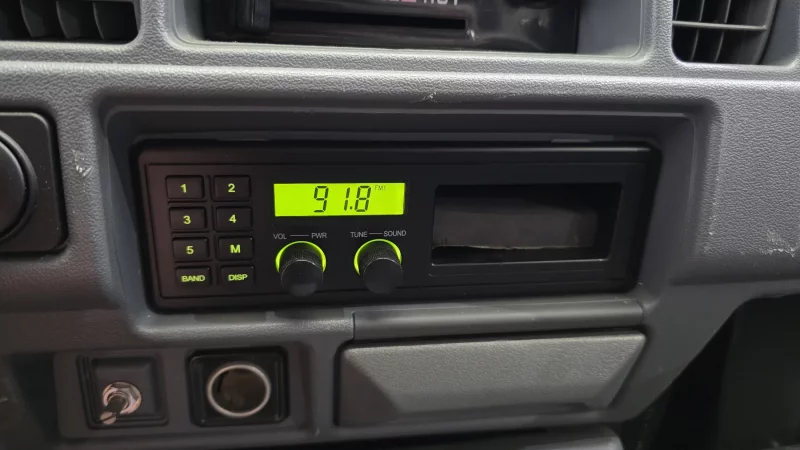 1 2
91.8 FM1
3 4
VOL PWR TUNE SOUND
5 M
BAND DISP